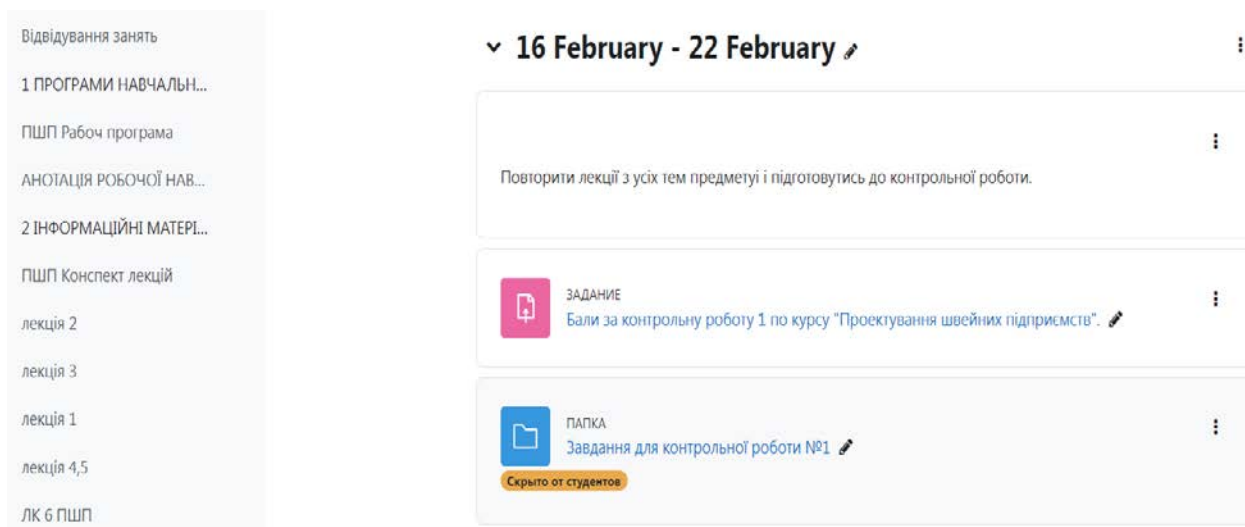 Відвідування занять
1 ПРОГРАМИ НАВЧАЛЬН...
ПШП Рабоч програма
АНОТАЦІЯ РОБОЧОЇ НАВ...
2 ІНФОРМАЦІЙНІ МАТЕРІ...
ПШП Конспект лекцій
лекція 2
лекція 3
лекція 1
лекція 4,5
ЛК 6 ПШП
16 February - 22 February
Повторити лекції з усіх тем предметуі і підготовутись до контрольної роботи.
ЗАДАНИЕ
Бали за контрольну роботу 1 по курсу "Проектування швейних підприємств".
ПАПКА
Завдання для контрольної роботи №1
Скрыто от студентов